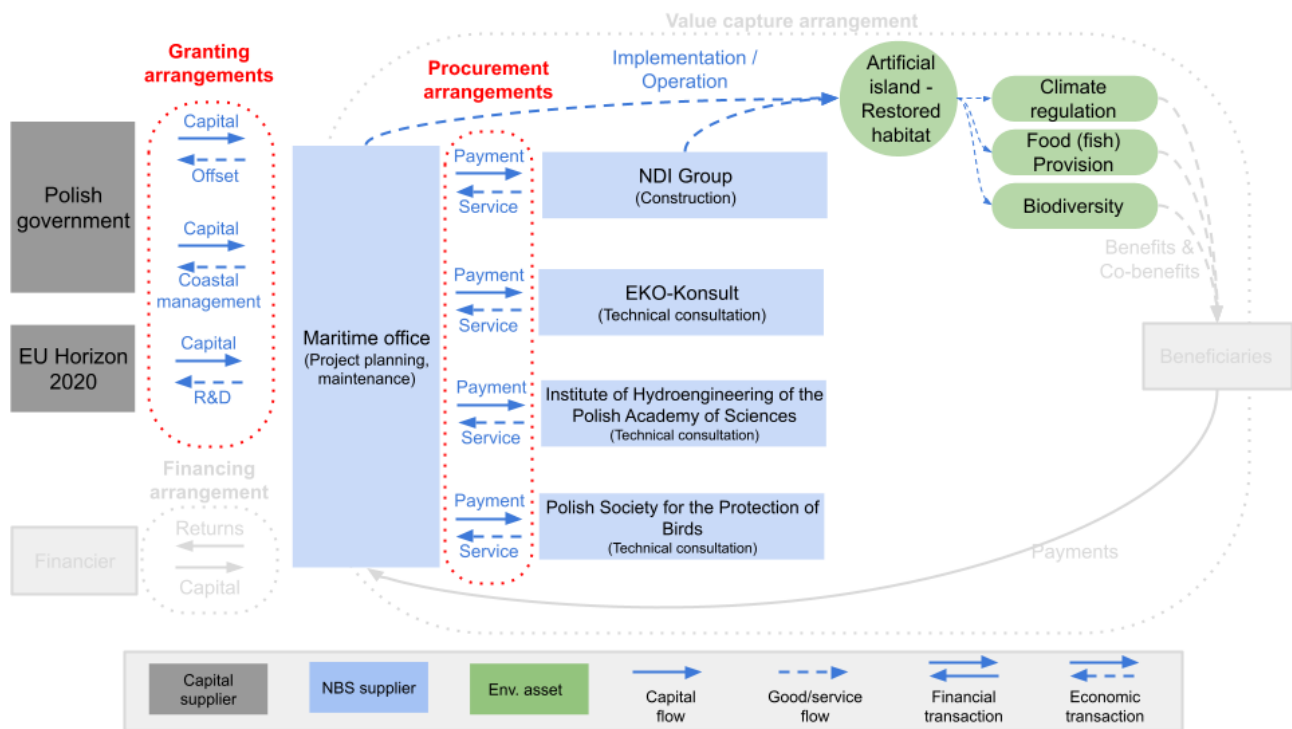 Value capture arrangement
Granting
arrangements
Procurement
arrangements
Implementation /
Operation
Artificial
island -
Restored
habitat
Climate
regulation
Food (fish)
Provision
Biodiversity
Benefits &
Co-benefits
Beneficiaries
Payments
Polish
government
Capital
Offset
Capital
Coastal
management
EU Horizon
2020
Capital
R&D
Financing
arrangement
Financier
Returns
Capital
Maritime office
(Project planning,
maintenance)
Payment
Service
NDI Group
(Construction)
Payment
Service
EKO-Konsult
(Technical consultation)
Payment
Service
Institute of Hydroengineering of the
Polish Academy of Sciences
(Technical consultation)
Payment
Service
Polish Society for the Protection of
Birds
(Technical consultation)
Capital
supplier
NBS supplier
Env. asset
Capital
flow
Good/service
flow
Financial
transaction
Economic
transaction